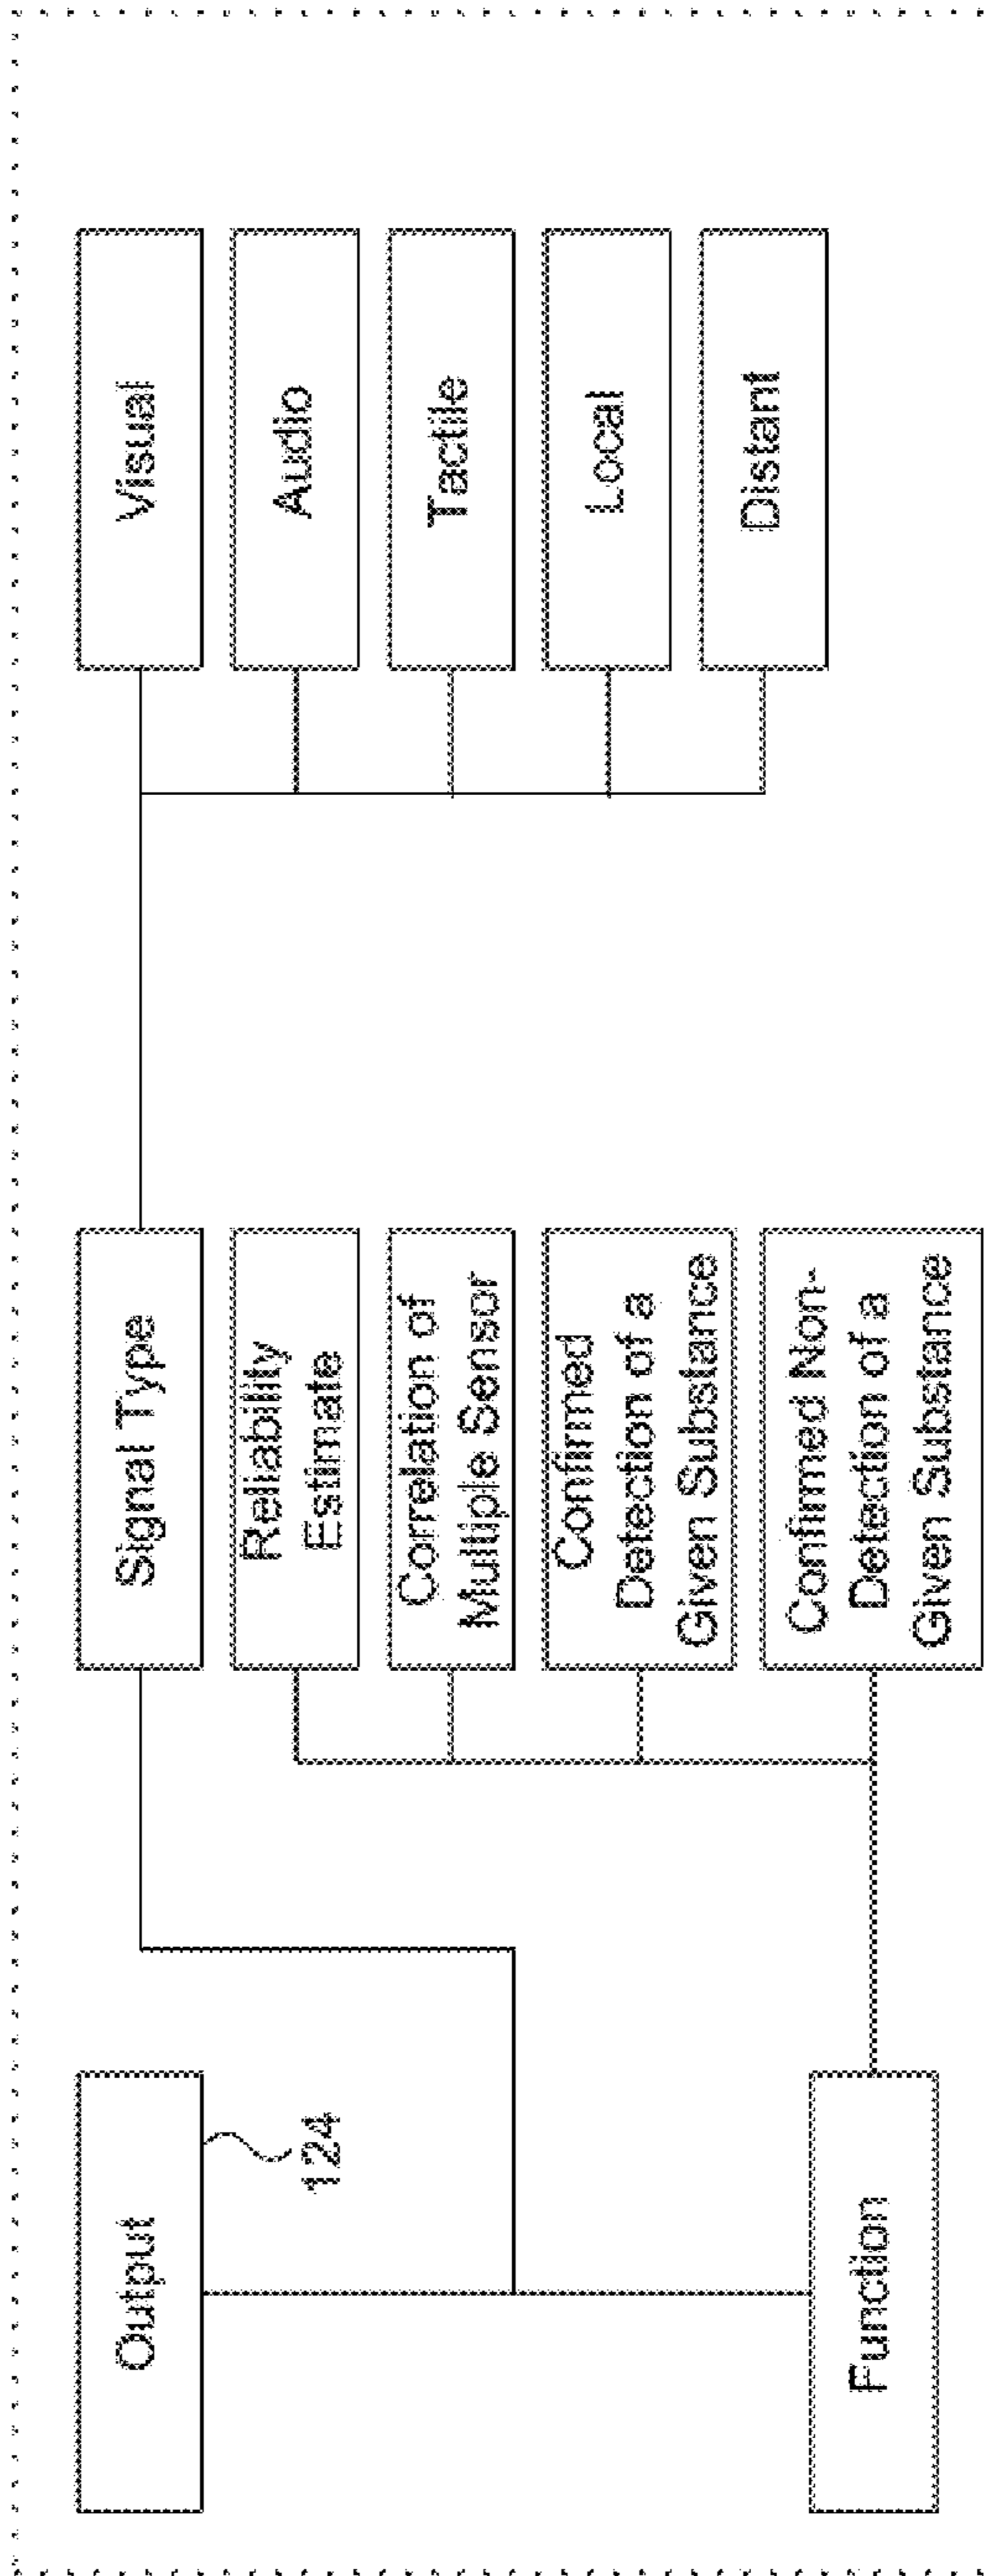 Output
124
Function
Signal Type
Reliability
Estimate
Correlation of
Multiple Sensor
Confirmed
Detection of a
Given Substance
Confirmed Non-
Detection of a
Given Substance
Visual
Audio
Tactile
Local
Distant